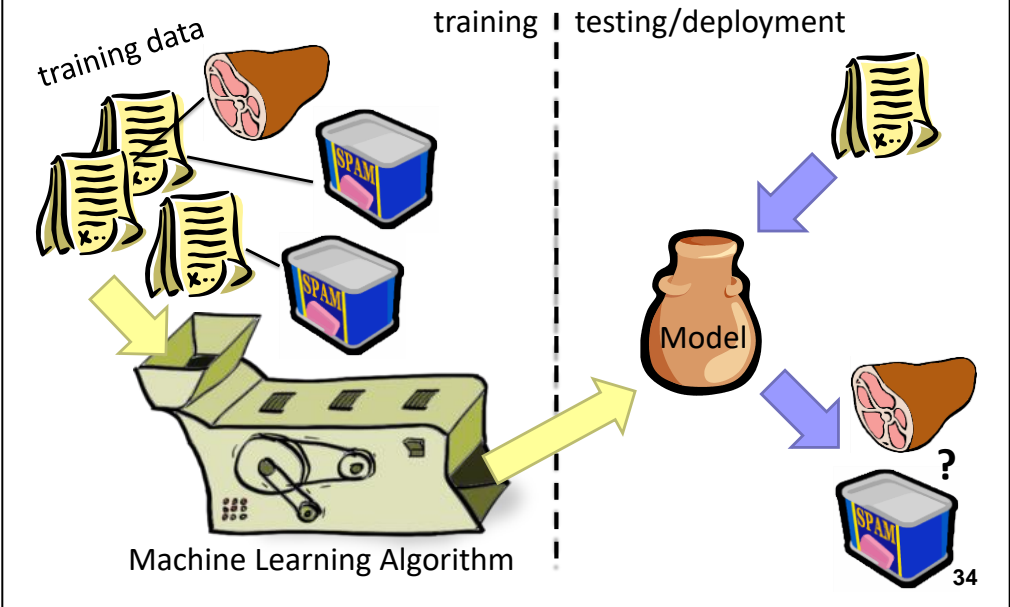 training
testing/deployment
training data
SPAM
x...
x...
x...
x...
SPAM
Model
Machine Learning Algorithm
?
SPAM
34